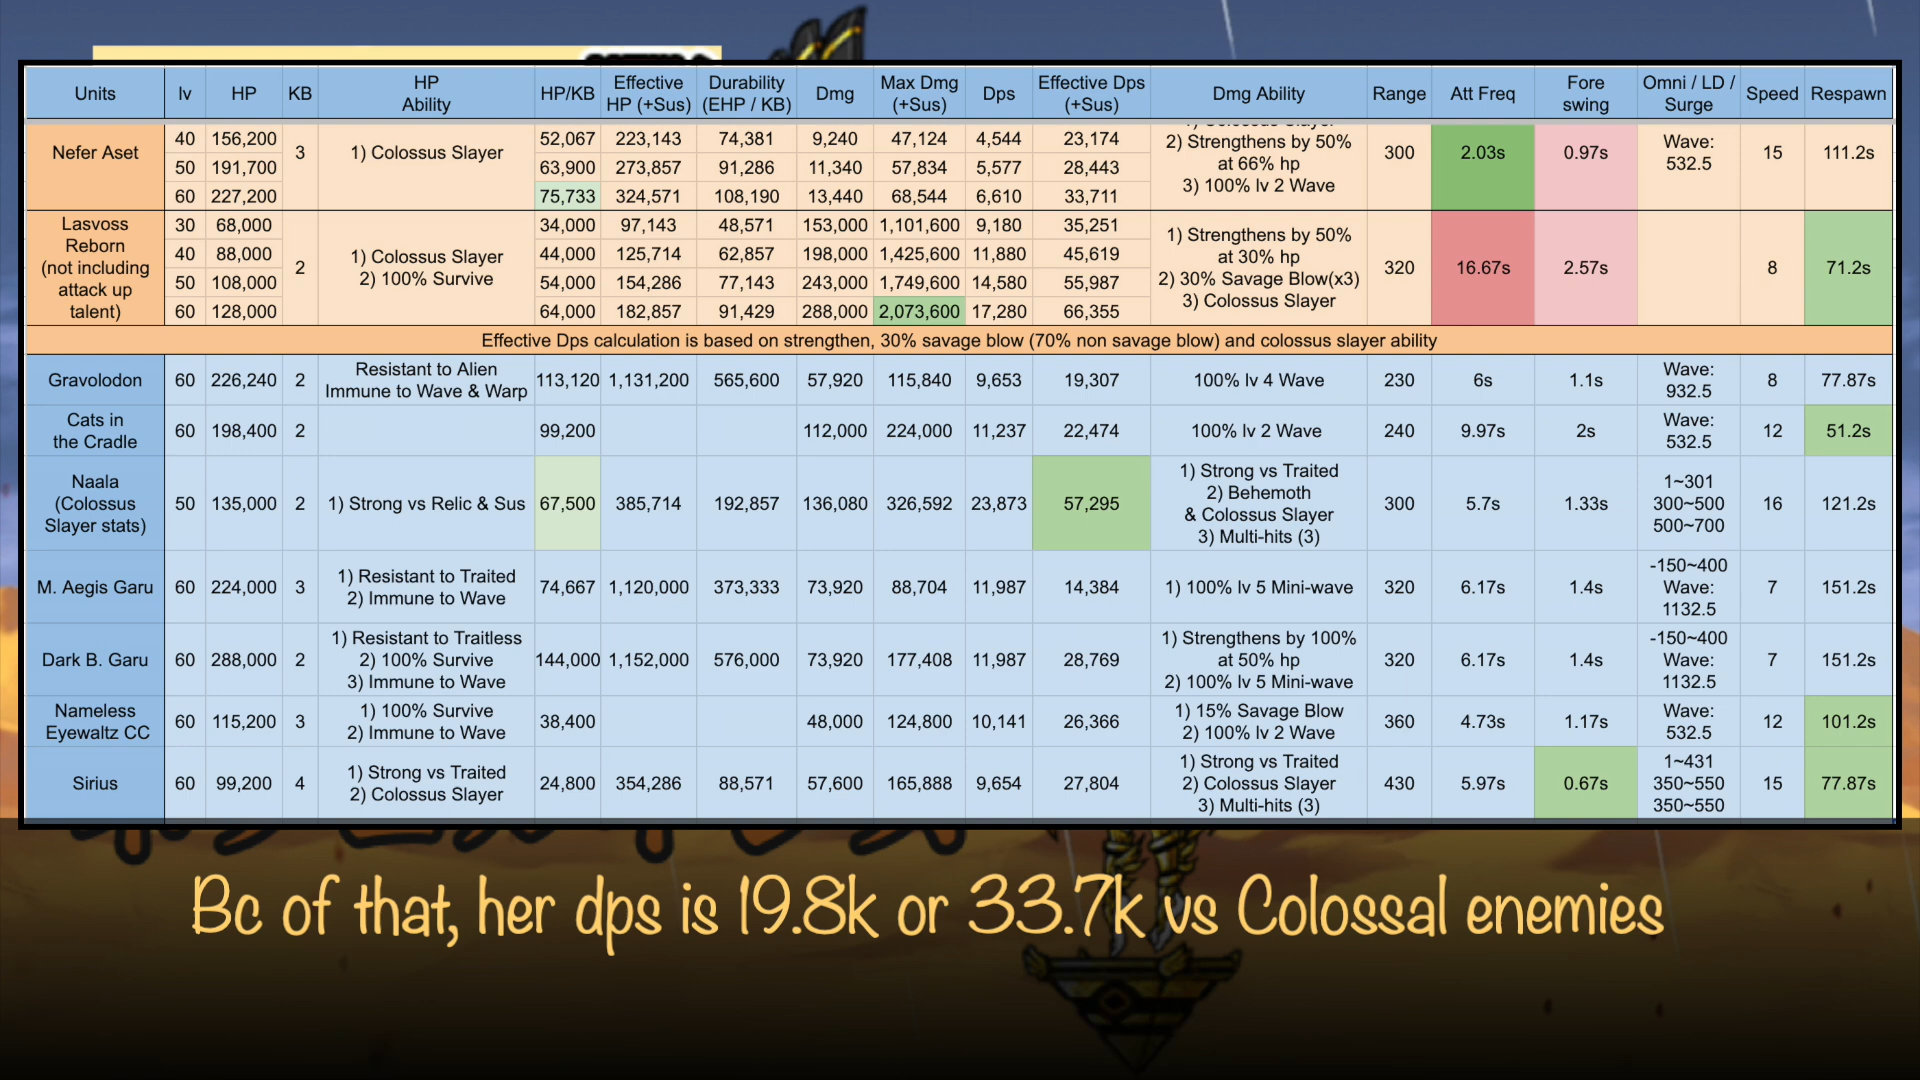 Units lv HP KB HP Ability HP/KB Effective HP (+Sus) Durability (EHP / KB) Dmg Max Dmg (+Sus) Dps Effective Dps (+Sus) Dmg Ability Range Att Freq Fore swing Omni / LD / Surge Speed Respawn
Nefer Aset 3 1) Colossus Slayer 300 2.03s 0.97s Wave: 532.5 15 111.2s
40 156,200 52,067 223,143 74,381 9,240 47,124 4,544 23,174
50 191,700 63,900 273,857 91,286 11,340 57,834 5,577 28,443
60 227,200 75,733 324,571 108,190 13,440 68,544 6,610 33,711
2) Strengthens by 50%
at 66% hp
3) 100% lv 2 Wave
Lasvoss Reborn (not including attack up talent) 2 1) Colossus Slayer 2) 100% Survive 320 16.67s 2.57s 8 71.2s
30 68,000 34,000 97,143 48,571 153,000 1,101,600 9,180 35,251
40 88,000 44,000 125,714 62,857 198,000 1,425,600 11,880 45,619
50 108,000 54,000 154,286 77,143 243,000 1,749,600 14,580 55,987
60 128,000 64,000 182,857 91,429 288,000 2,073,600 17,280 66,355
1) Strengthens by 50%
at 30% hp
2) 30% Savage Blow(x3)
3) Colossus Slayer
Effective Dps calculation is based on strengthen, 30% savage blow (70% non savage blow) and colossus slayer ability
Gravolodon 60 226,240 2 Resistant to Alien Immune to Wave & Warp 113,120 1,131,200 565,600 57,920 115,840 9,653 19,307 100% lv 4 Wave 230 6s 1.1s Wave: 932.5 8 77.87s
Cats in the Cradle 60 198,400 2 99,200 112,000 224,000 11,237 22,474 100% lv 2 Wave 240 9.97s 2s Wave: 532.5 12 51.2s
Naala (Colossus Slayer stats) 50 135,000 2 1) Strong vs Relic & Sus 67,500 385,714 192,857 136,080 326,592 23,873 57,295 1) Strong vs Traited 2) Behemoth & Colossus Slayer 3) Multi-hits (3) 300 5.7s 1.33s 1~301 300~500 500~700 16 121.2s
M. Aegis Garu 60 224,000 3 1) Resistant to Traited 2) Immune to Wave 74,667 1,120,000 373,333 73,920 88,704 11,987 14,384 1) 100% lv 5 Mini-wave 320 6.17s 1.4s -150~400 Wave: 1132.5 7 151.2s
Dark B. Garu 60 288,000 2 1) Resistant to Traitless 2) 100% Survive 3) Immune to Wave 144,000 1,152,000 576,000 73,920 177,408 11,987 28,769 1) Strengthens by 100% at 50% hp 2) 100% lv 5 Mini-wave 320 6.17s 1.4s -150~400 Wave: 1132.5 7 151.2s
Nameless Eyewaltz CC 60 115,200 3 1) 100% Survive 2) Immune to Wave 38,400 48,000 124,800 10,141 26,366 1) 15% Savage Blow 2) 100% lv 2 Wave 360 4.73s 1.17s Wave: 532.5 12 101.2s
Sirius 60 99,200 4 1) Strong vs Traited 2) Colossus Slayer 24,800 354,286 88,571 57,600 165,888 9,654 27,804 1) Strong vs Traited 2) Colossus Slayer 3) Multi-hits (3) 430 5.97s 0.67s 1~431 350~550 350~550 15 77.87s
Bc of that, her dps is 19.8k or 33.7k vs Colossal enemies